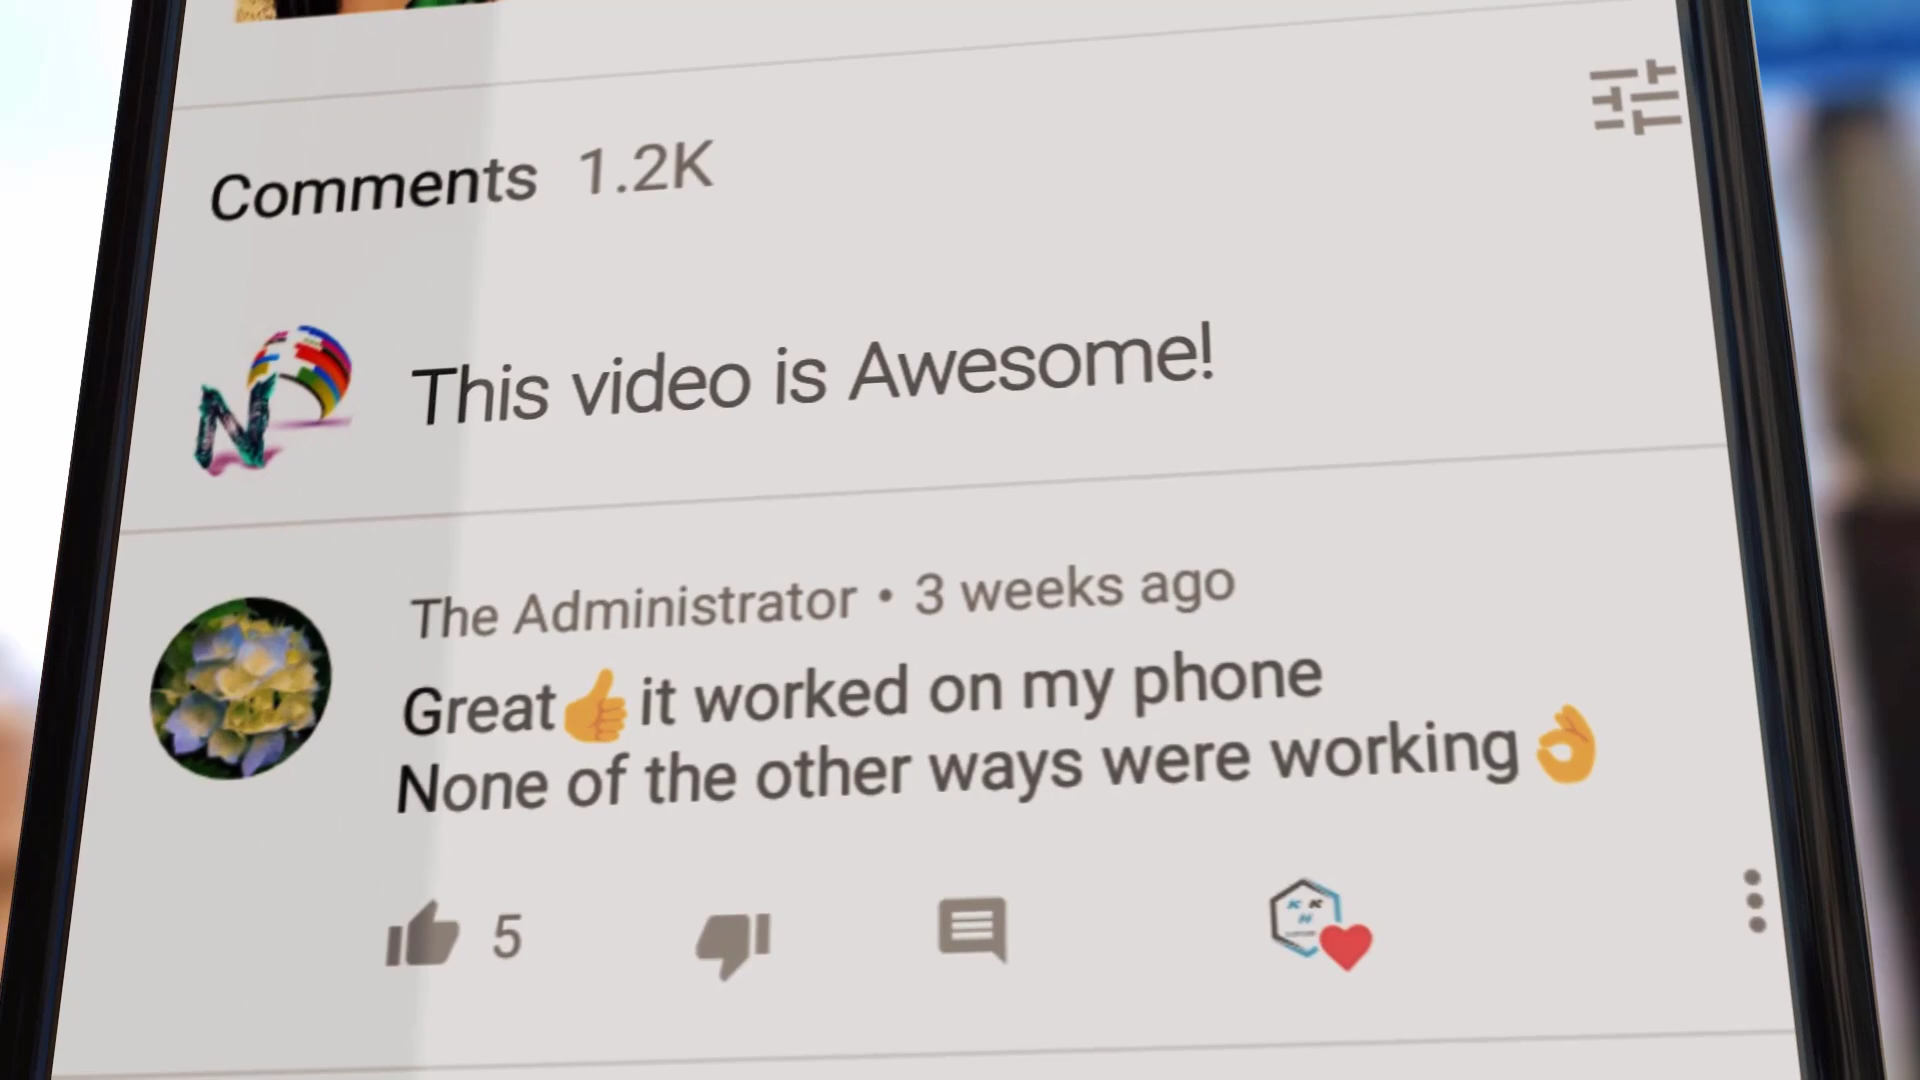 Comments 1.2K
This video is Awesome!
The Administrator • 3 weeks ago
Great👍it worked on my phone
None of the other ways were working👌
5